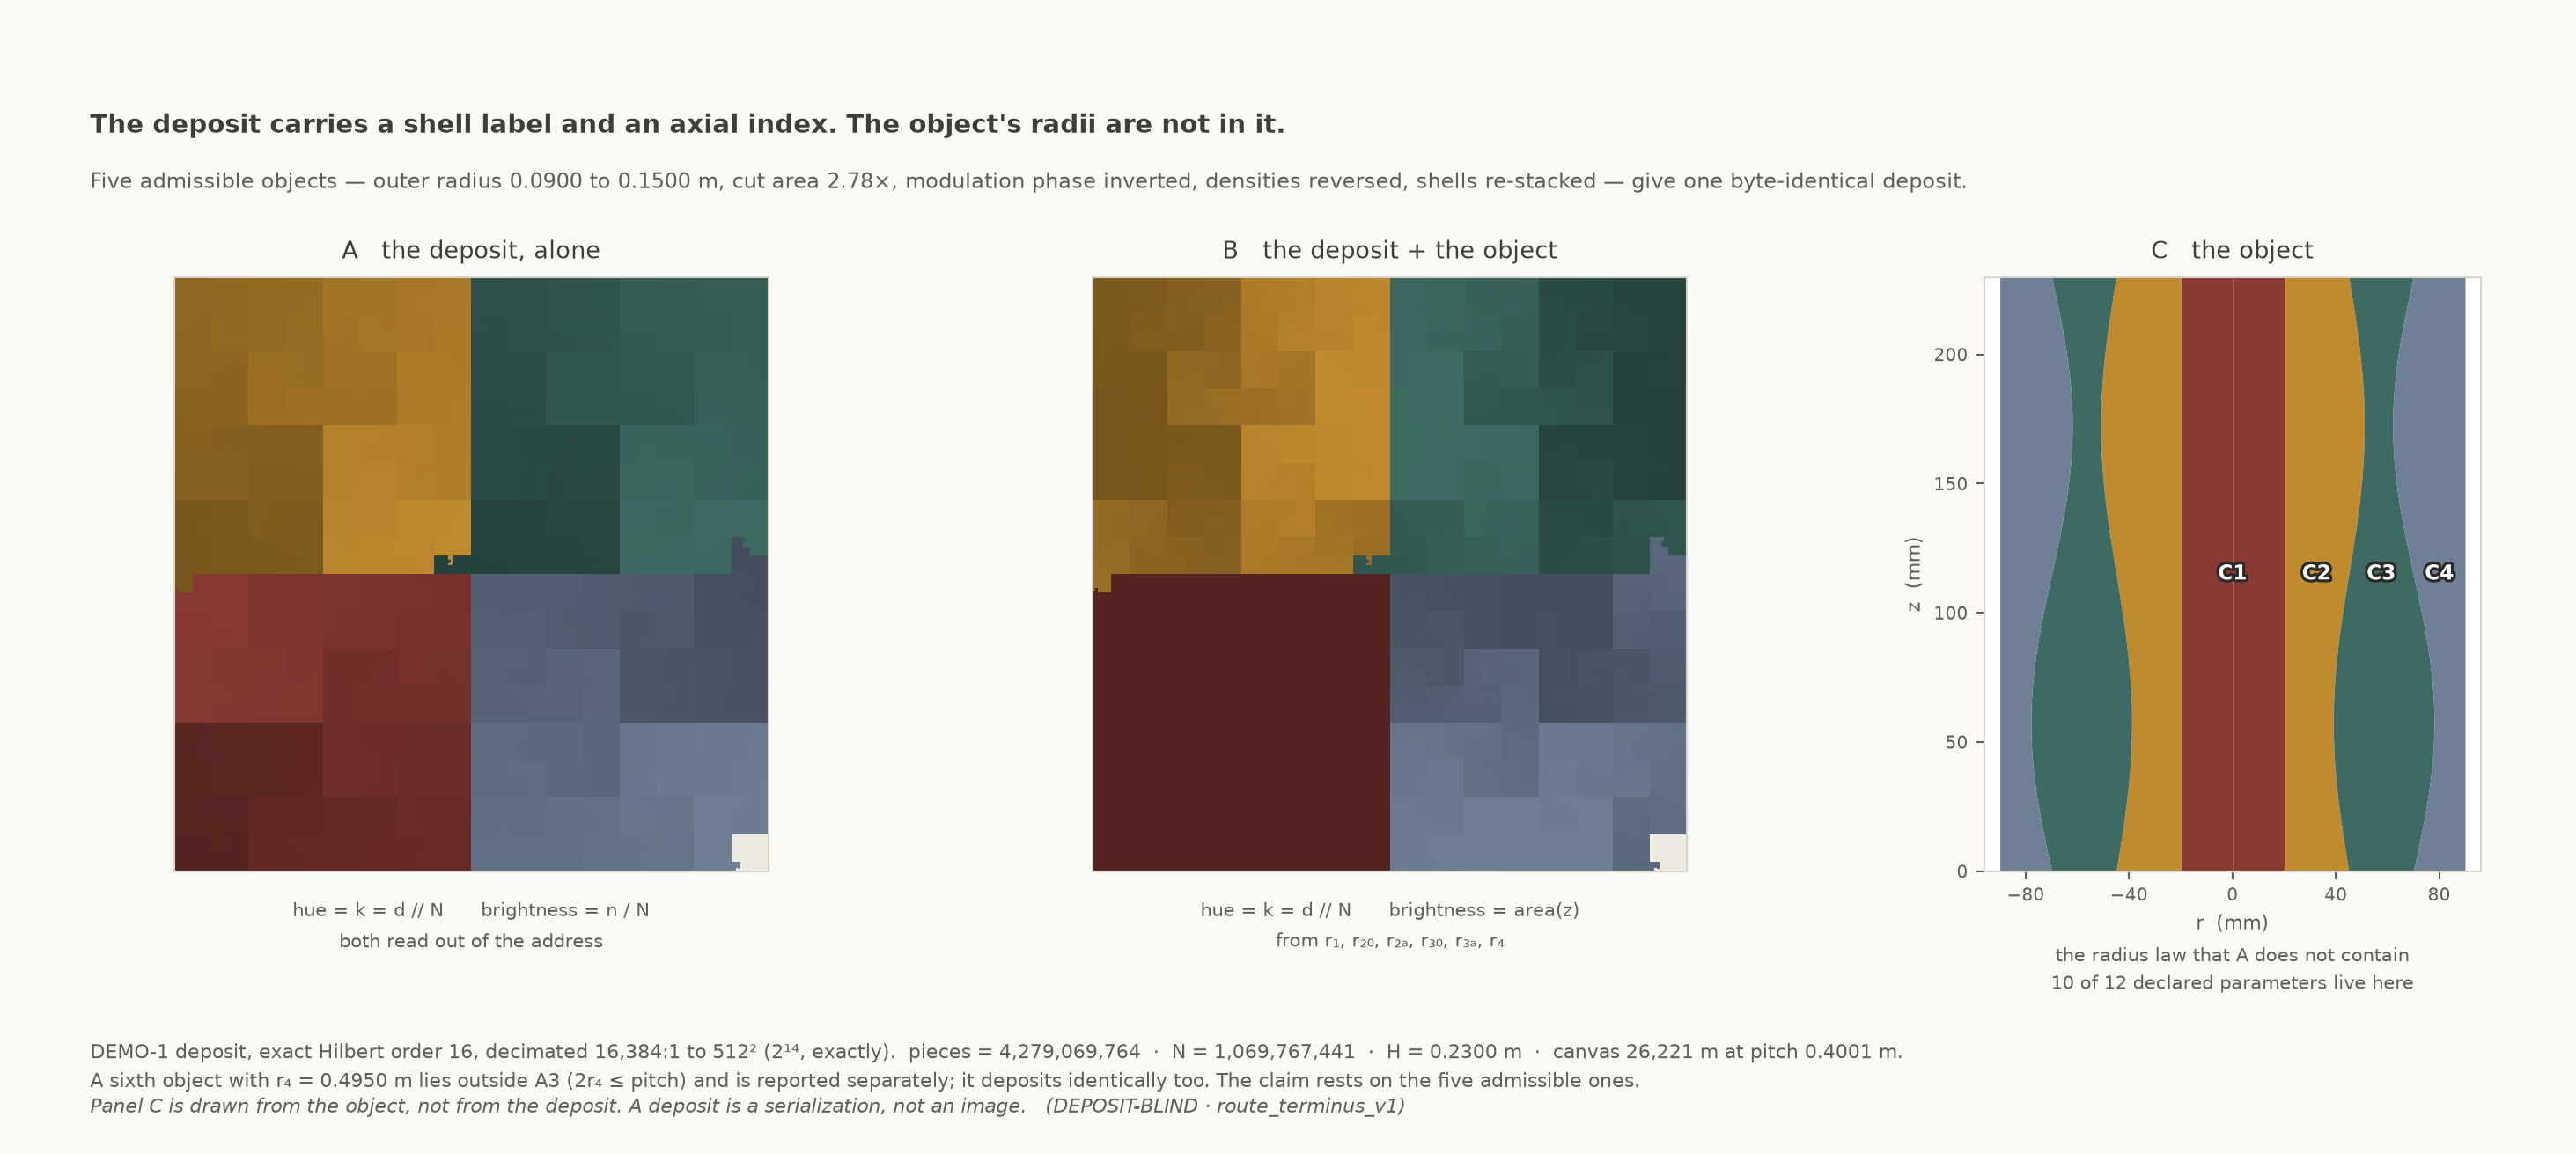 The deposit carries a shell label and an axial index. The object's radii are not in it.
Five admissible objects — outer radius 0.0900 to 0.1500 m, cut area 2.78×, modulation phase inverted, densities reversed, shells re-stacked — give one byte-identical deposit.
A the deposit, alone
B the deposit + the object
C the object
200
150
100
50
0
z (mm)
C1
C2
C3
C4
−80
−40
0
40
80
r (mm)
hue = k = d // N brightness = n / N
both read out of the address
hue = k = d // N brightness = area(z)
from r₁, r₂₀, r₂ₐ, r₃₀, r₃ₐ, r₄
the radius law that A does not contain
10 of 12 declared parameters live here
DEMO-1 deposit, exact Hilbert order 16, decimated 16,384:1 to 512² (2¹⁴, exactly). pieces = 4,279,069,764 · N = 1,069,767,441 · H = 0.2300 m · canvas 26,221 m at pitch 0.4001 m.
A sixth object with r₄ = 0.4950 m lies outside A3 (2r₄ ≤ pitch) and is reported separately; it deposits identically too. The claim rests on the five admissible ones.
Panel C is drawn from the object, not from the deposit. A deposit is a serialization, not an image. (DEPOSIT-BLIND · route_terminus_v1)